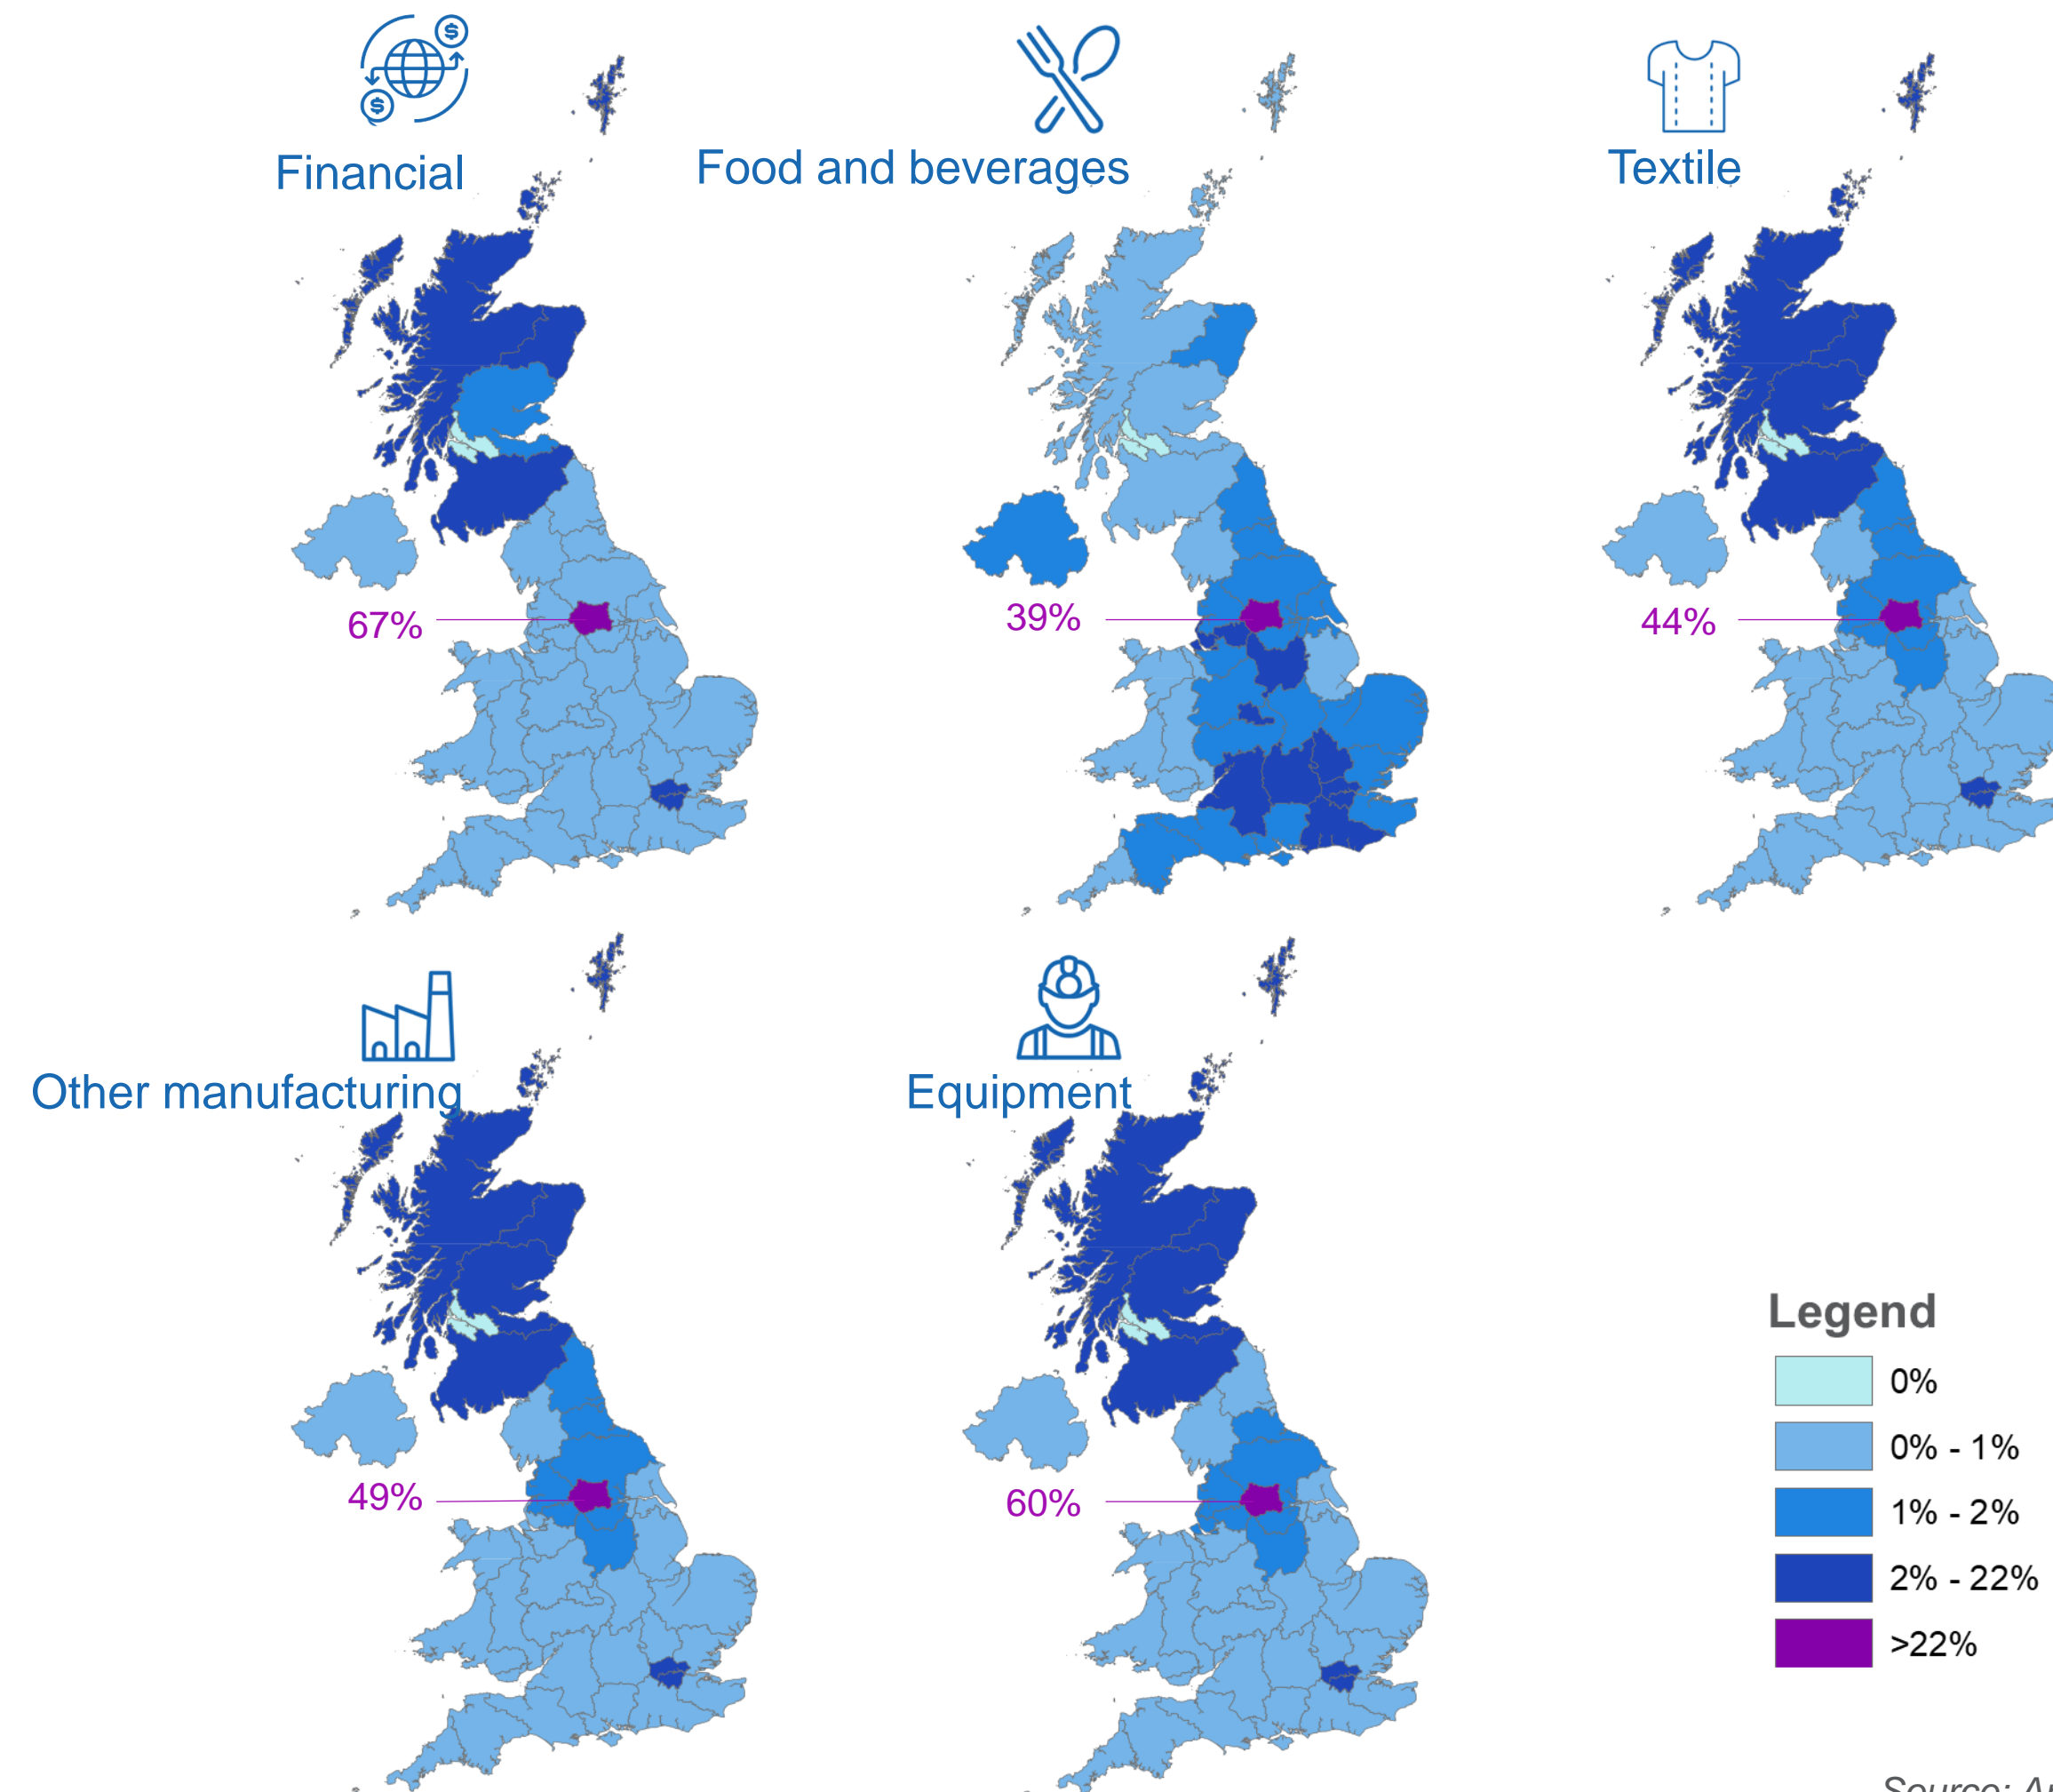 Financial
Food and beverages
Textile
67%
39%
44%
Other manufacturing
Equipment
49%
60%
Legend
0%
0% - 1%
1% - 2%
2% - 22%
>22%
Source: